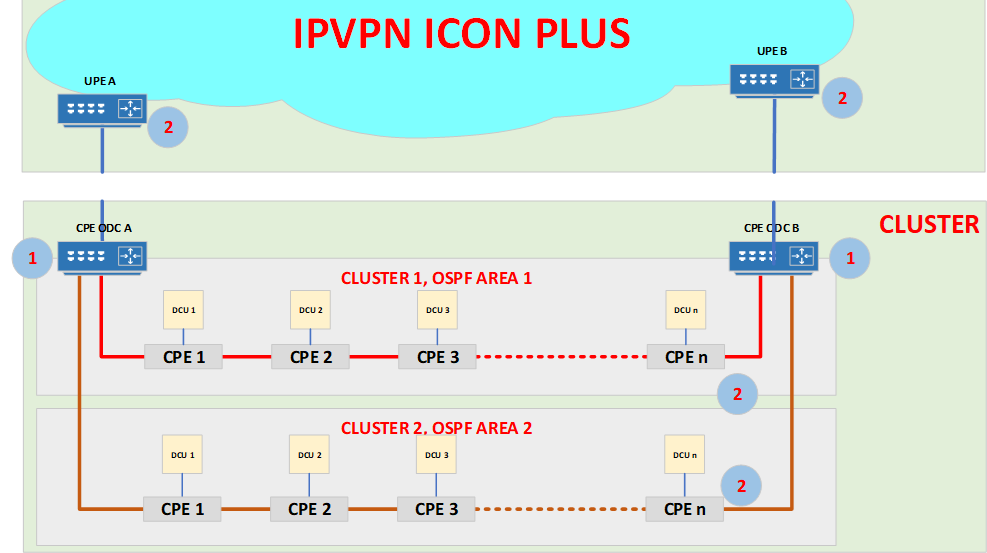 IPVPN ICON PLUS
UPE A
UPE B
2
2
CPE ODC A
CPE ODC B
CLUSTER
1
1
CLUSTER 1, OSPF AREA 1
DCU 1
DCU 2
DCU 3
DCU n
CPE 1
CPE 2
CPE 3
CPE n
2
CLUSTER 2, OSPF AREA 2
DCU 1
DCU 2
DCU 3
DCU n
2
CPE 1
CPE 2
CPE 3
CPE n